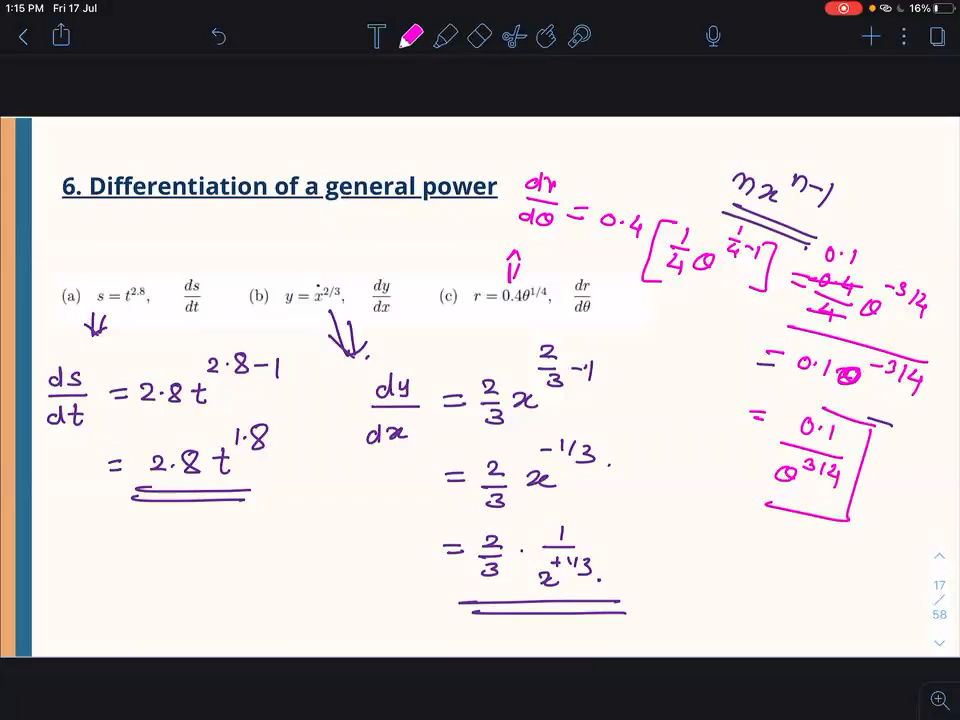 1:15 PM Fri 17 Jul
16%
6. Differentiation of a general power
nx^{n-1}
(a) s = t^{2.8}, ds/dt (b) y = x^{2/3}, dy/dx (c) r = 0.4θ^{1/4}, dr/dθ
ds/dt = 2.8 t^{2.8-1}
= 2.8 t^{1.8}
dy/dx = 2/3 x^{2/3 -1}
= 2/3 x^{-1/3}.
= 2/3 · 1/x^{+1/3}.
dr/dθ = 0.4 [1/4 θ^{1/4 -1}]
0.1
= 0.4/4 θ^{-3/4}
= 0.1 θ^{-3/4}
= 0.1/θ^{3/4}
17
/
58